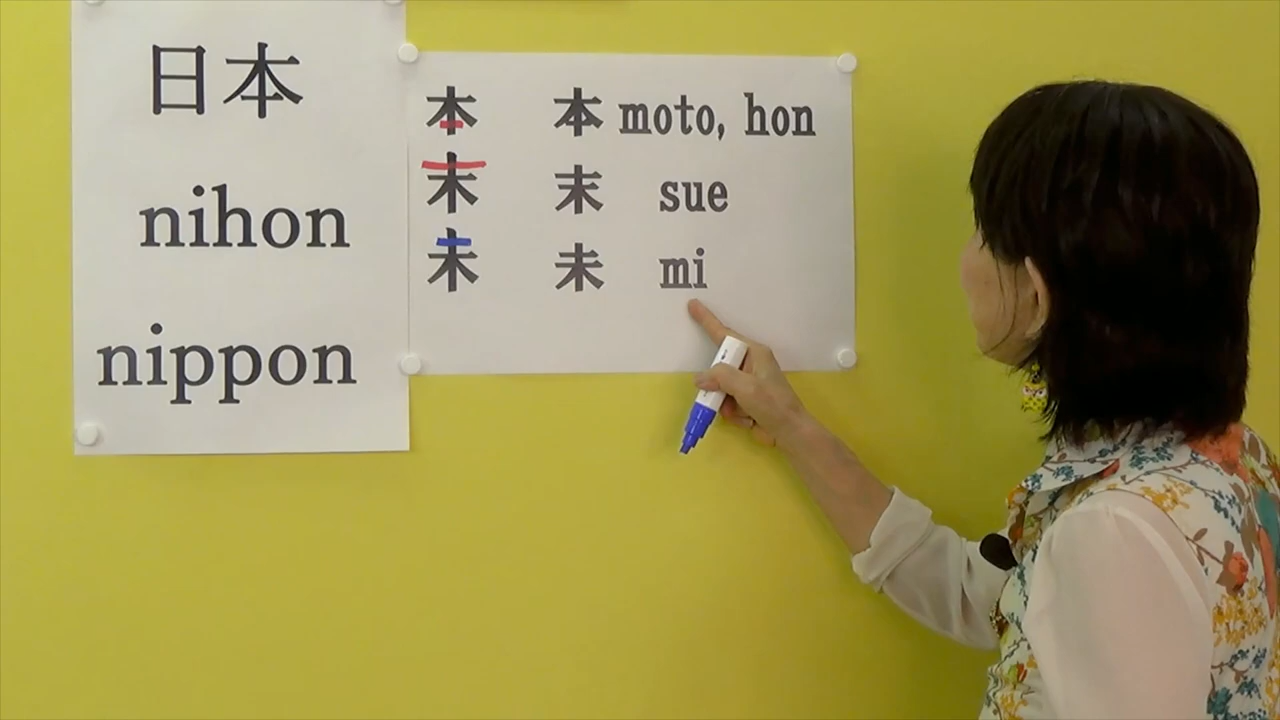 日本
nihon
nippon
本 本 moto, hon
末 末 sue
未 未 mi